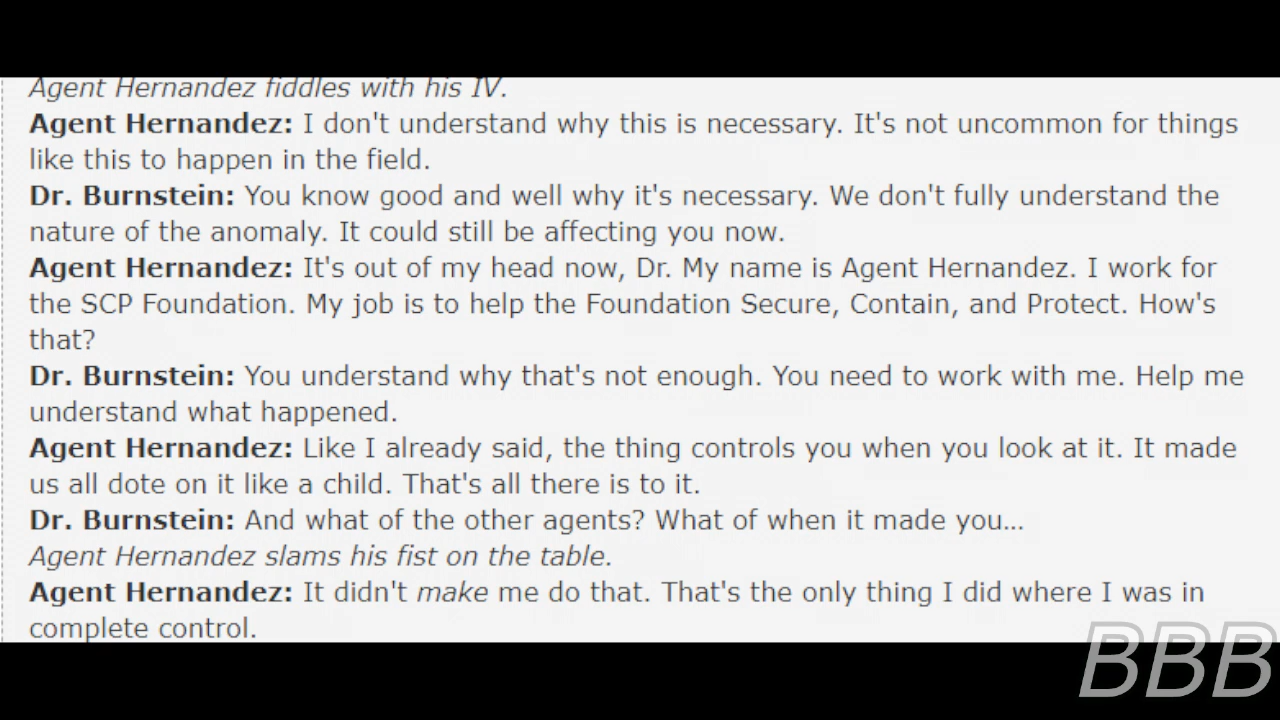 Agent Hernandez fiddles with his IV.
Agent Hernandez: I don't understand why this is necessary. It's not uncommon for things
like this to happen in the field.
Dr. Burnstein: You know good and well why it's necessary. We don't fully understand the
nature of the anomaly. It could still be affecting you now.
Agent Hernandez: It's out of my head now, Dr. My name is Agent Hernandez. I work for
the SCP Foundation. My job is to help the Foundation Secure, Contain, and Protect. How's
that?
Dr. Burnstein: You understand why that's not enough. You need to work with me. Help me
understand what happened.
Agent Hernandez: Like I already said, the thing controls you when you look at it. It made
us all dote on it like a child. That's all there is to it.
Dr. Burnstein: And what of the other agents? What of when it made you...
Agent Hernandez slams his fist on the table.
Agent Hernandez: It didn't make me do that. That's the only thing I did where I was in
complete control.
BBB